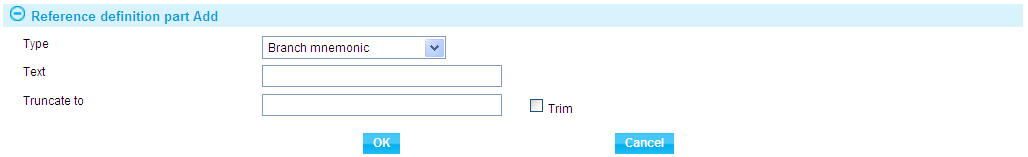 Reference definition part Add
Type Branch mnemonic
Text
Truncate to Trim
OK Cancel